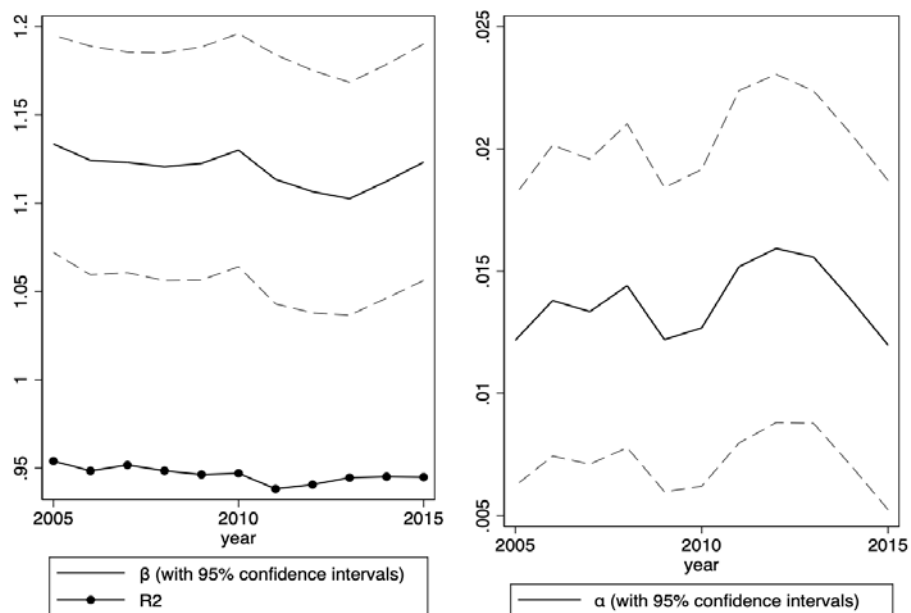 1.2
1.15
1.1
1.05
1
.95
2005 2010 2015
year
β (with 95% confidence intervals)
R2
.025
.02
.015
.01
.005
2005 2010 2015
year
α (with 95% confidence intervals)